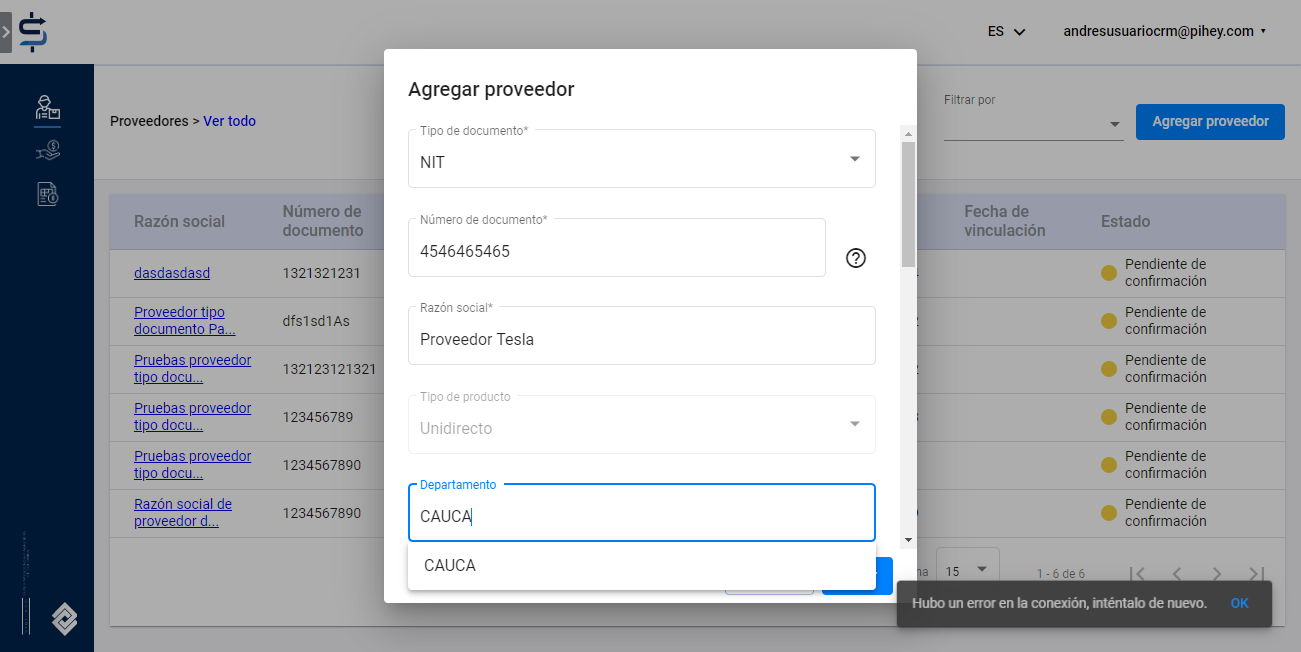 ES
andresusuariocrm@pihey.com
Agregar proveedor
Proveedores > Ver todo
Filtrar por
Agregar proveedor
Tipo de documento*
NIT
Número de documento*
4546465465
Razón social*
Proveedor Tesla
Tipo de producto
Unidirecto
Departamento
CAUCA
CAUCA
Razón social
Número de
documento
Fecha de
vinculación
Estado
dasdasdasd
1321321231
Pendiente de
confirmación
Proveedor tipo
documento Pa...
dfs1sd1As
Pendiente de
confirmación
Pruebas proveedor
tipo docu...
132123121321
Pendiente de
confirmación
Pruebas proveedor
tipo docu...
123456789
Pendiente de
confirmación
Pruebas proveedor
tipo docu...
1234567890
Pendiente de
confirmación
Razón social de
proveedor d...
1234567890
Pendiente de
confirmación
15
1 - 6 de 6
Hubo un error en la conexión, inténtalo de nuevo.
OK